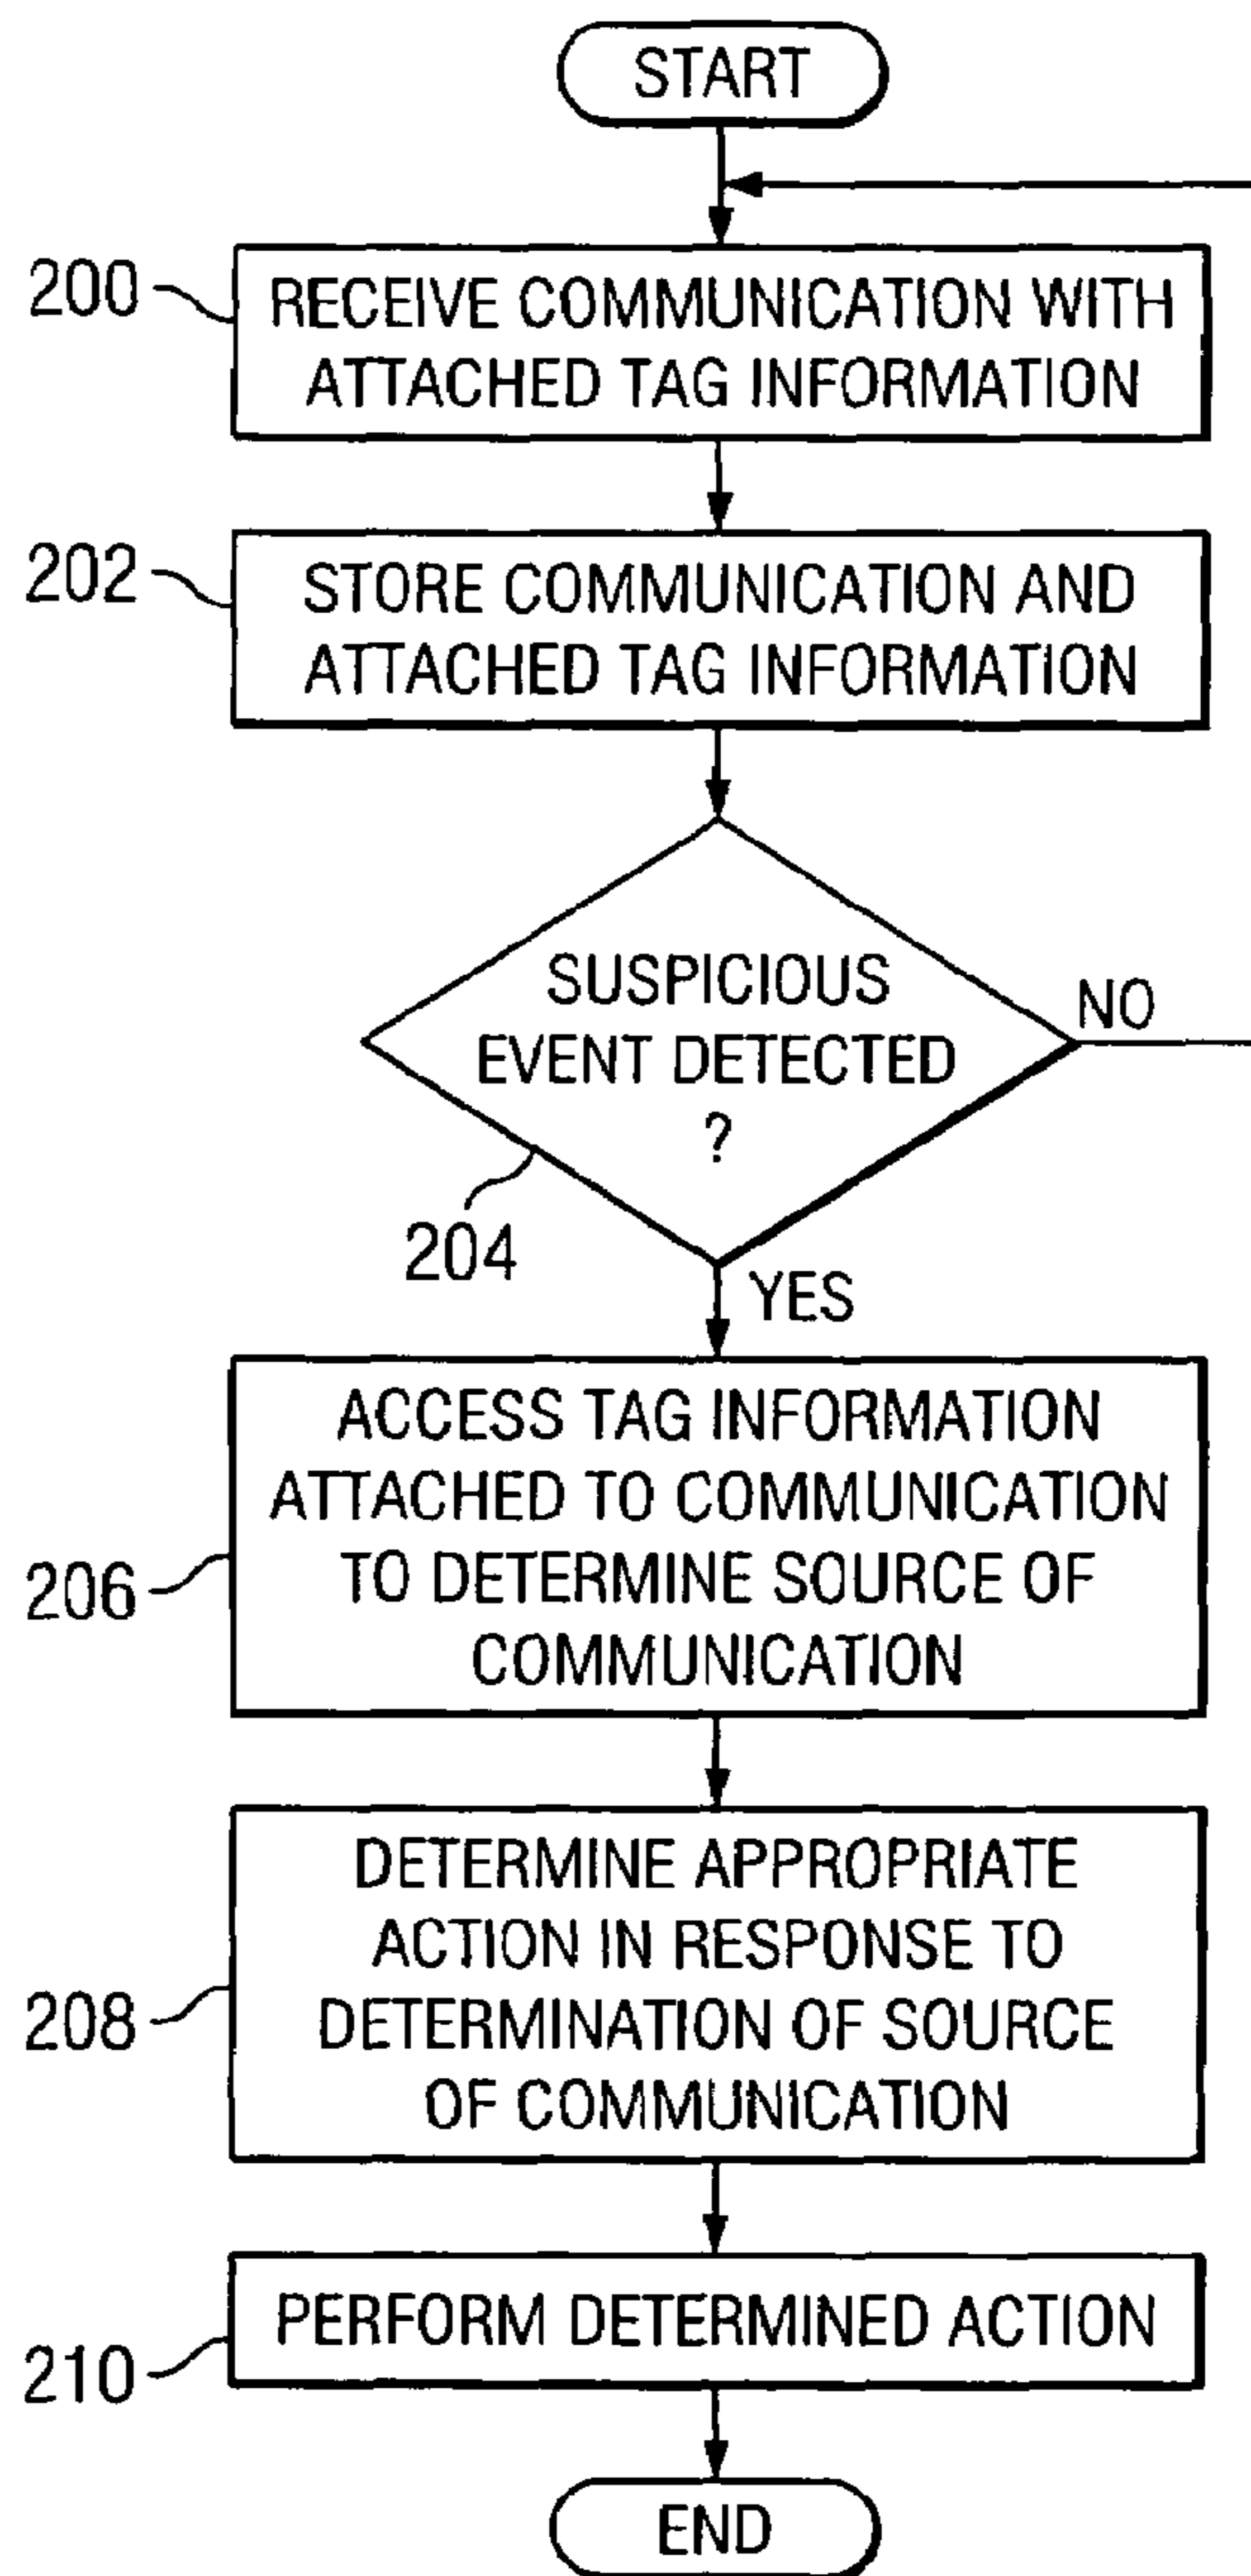 START
200
RECEIVE COMMUNICATION WITH
ATTACHED TAG INFORMATION
202
STORE COMMUNICATION AND
ATTACHED TAG INFORMATION
SUSPICIOUS
EVENT DETECTED
?
NO
204
YES
206
ACCESS TAG INFORMATION
ATTACHED TO COMMUNICATION
TO DETERMINE SOURCE OF
COMMUNICATION
208
DETERMINE APPROPRIATE
ACTION IN RESPONSE TO
DETERMINATION OF SOURCE
OF COMMUNICATION
210
PERFORM DETERMINED ACTION
END